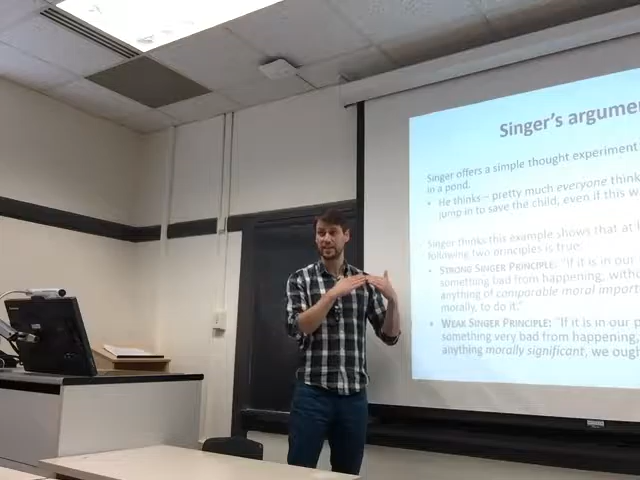 Singer's argume
Singer offers a simple thought experiment
in a pond.
• He thinks – pretty much everyone think
jump in to save the child, even if this w
Singer thinks this example shows that at l
following two principles is true:
• STRONG SINGER PRINCIPLE: "If it is in our
something bad from happening, witho
anything of comparable moral import
morally, to do it."
• WEAK SINGER PRINCIPLE: "If it is in our p
something very bad from happening,
anything morally significant, we ough